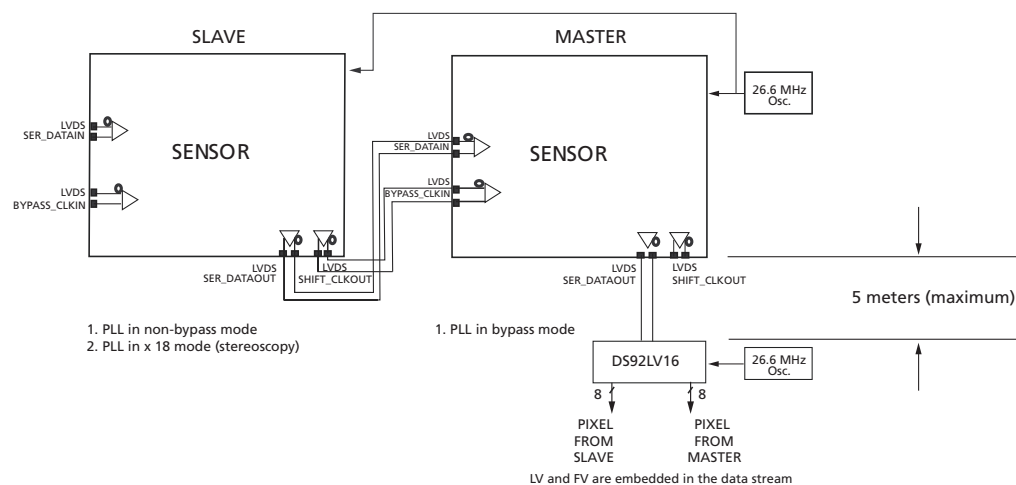 SLAVE
MASTER
26.6 MHz
Osc.
LVDS
SER_DATAIN
SENSOR
LVDS
BYPASS_CLKIN
LVDS
SER_DATAOUT
LVDS
SHIFT_CLKOUT
LVDS
SER_DATAIN
SENSOR
LVDS
BYPASS_CLKIN
LVDS
SER_DATAOUT
LVDS
SHIFT_CLKOUT
5 meters (maximum)
1. PLL in non-bypass mode
2. PLL in x 18 mode (stereoscopy)
1. PLL in bypass mode
DS92LV16
26.6 MHz
Osc.
8
8
PIXEL
FROM
SLAVE
PIXEL
FROM
MASTER
LV and FV are embedded in the data stream